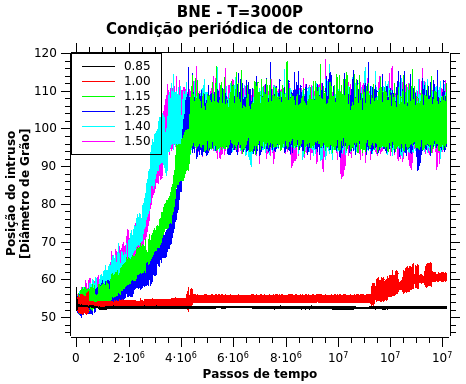 BNE - T=3000P
Condição periódica de contorno
120
110
100
90
80
70
60
50
0.85
1.00
1.15
1.25
1.40
1.50
Posição do intruso
[Diâmetro de Grão]
0 2·10⁶ 4·10⁶ 6·10⁶ 8·10⁶ 10⁷ 10⁷ 10⁷
Passos de tempo